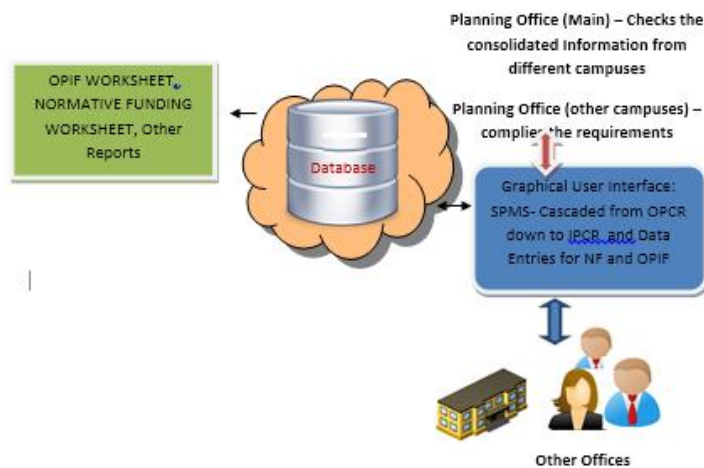 Planning Office (Main) – Checks the
consolidated Information from
different campuses
OPIF WORKSHEET,
NORMATIVE FUNDING
WORKSHEET, Other
Reports
Planning Office (other campuses) –
complies the requirements
Database
Graphical User Interface:
SPMS- Cascaded from OPCR
down to IPCR, and Data
Entries for NF and OPIF
Other Offices